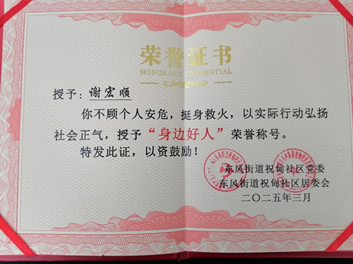 荣誉证书
HONORARY CREDENTIAL
授予：谢宏顺
你不顾个人安危，挺身救火，以实际行动弘扬
社会正气，授予“身边好人”荣誉称号。
特发此证，以资鼓励！
东风街道祝甸社区党委
东风街道祝甸社区居委会
二〇二五年三月